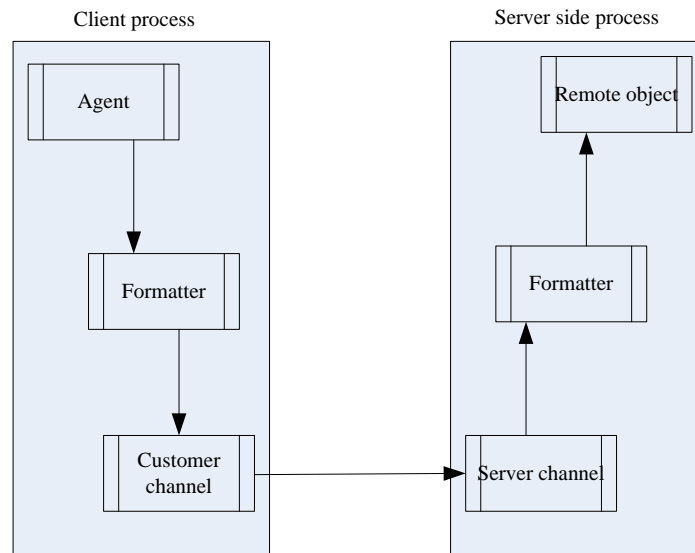 Client process
Agent
Formatter
Customer
channel
Server side process
Remote object
Formatter
Server channel